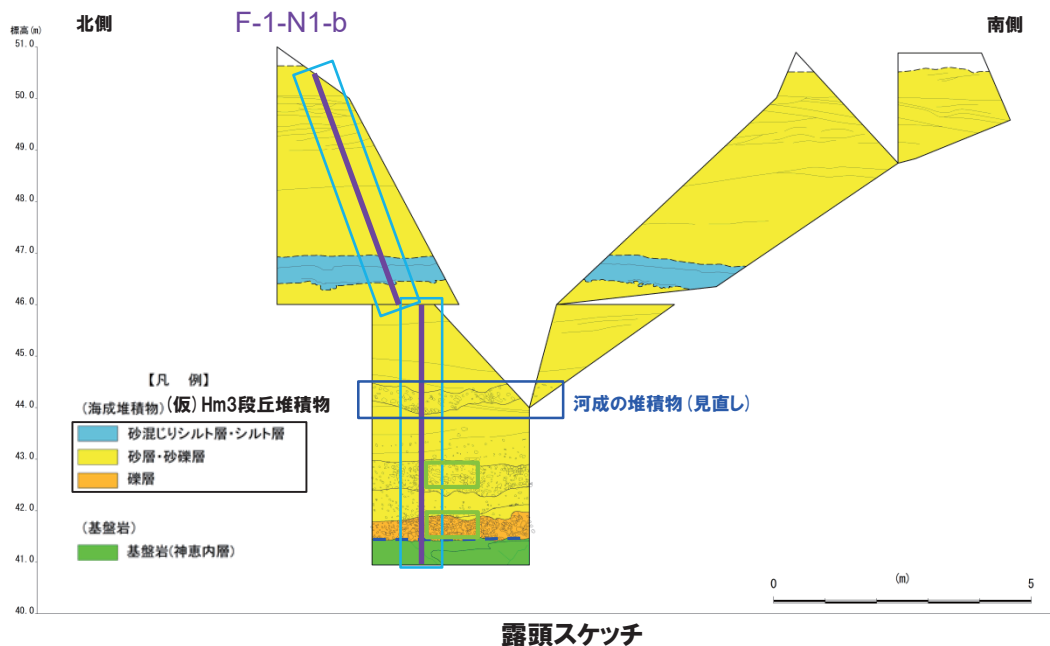 標高(m)
北側
F-1-N1-b
南側
51.0
50.0
49.0
48.0
47.0
46.0
45.0
44.0
43.0
42.0
41.0
40.0
【凡 例】
(海成堆積物)(仮)Hm3段丘堆積物
砂混じりシルト層・シルト層
砂層・砂礫層
礫層
(基盤岩)
基盤岩(神恵内層)
河成の堆積物(見直し)
0
(m)
5
露頭スケッチ